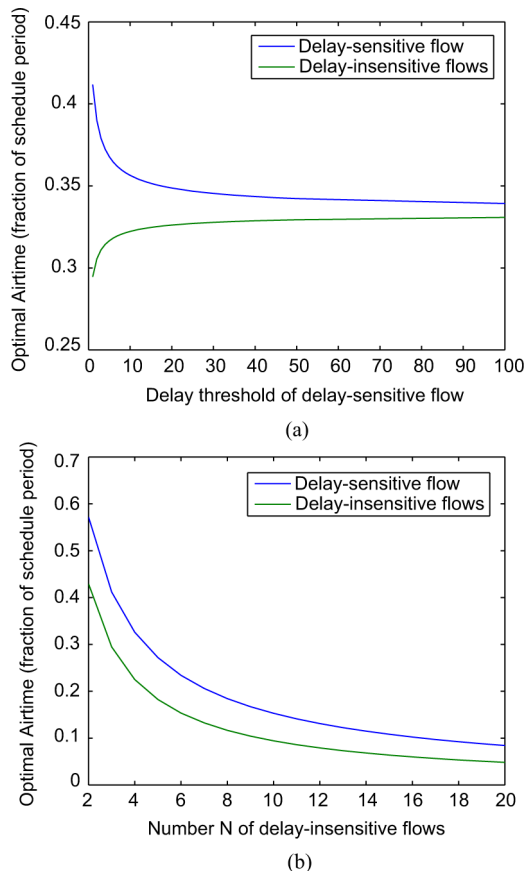 0.45
0.4
0.35
0.3
0.25
Optimal Airtime (fraction of schedule period)
Delay-sensitive flow
Delay-insensitive flows
0 10 20 30 40 50 60 70 80 90 100
Delay threshold of delay-sensitive flow
(a)
0.7
0.6
0.5
0.4
0.3
0.2
0.1
0
Optimal Airtime (fraction of schedule period)
Delay-sensitive flow
Delay-insensitive flows
2 4 6 8 10 12 14 16 18 20
Number N of delay-insensitive flows
(b)